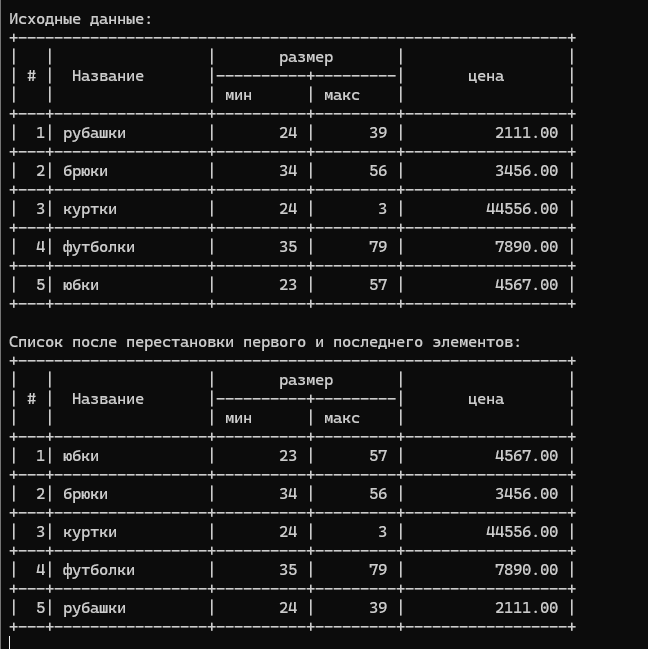 Исходные данные:
размер
# Название цена
мин макс
1 рубашки 24 39 2111.00
2 брюки 34 56 3456.00
3 куртки 24 3 44556.00
4 футболки 35 79 7890.00
5 юбки 23 57 4567.00
Список после перестановки первого и последнего элементов:
размер
# Название цена
мин макс
1 юбки 23 57 4567.00
2 брюки 34 56 3456.00
3 куртки 24 3 44556.00
4 футболки 35 79 7890.00
5 рубашки 24 39 2111.00